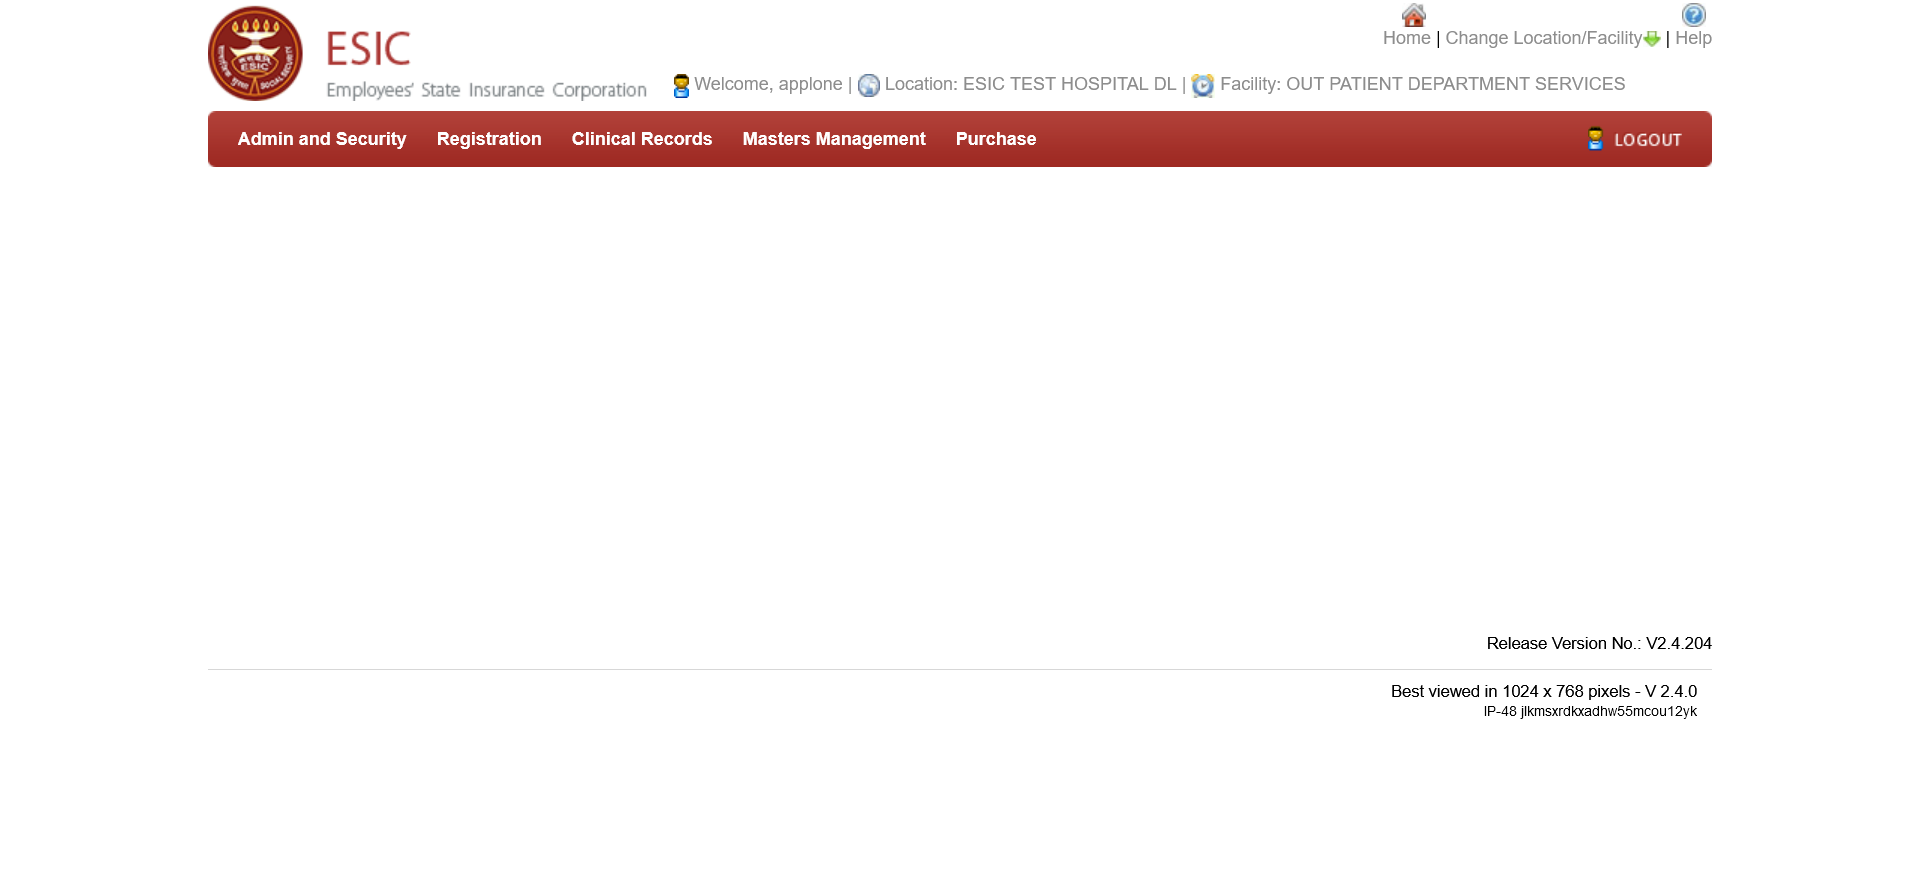 Home | Change Location/Facility | Help
ESIC
Employees' State Insurance Corporation
Welcome, applone | Location: ESIC TEST HOSPITAL DL | Facility: OUT PATIENT DEPARTMENT SERVICES
Admin and Security Registration Clinical Records Masters Management Purchase LOGOUT
Release Version No.: V2.4.204
Best viewed in 1024 x 768 pixels - V 2.4.0
IP-48 jlkmsxrdkxadhw55mcou12yk